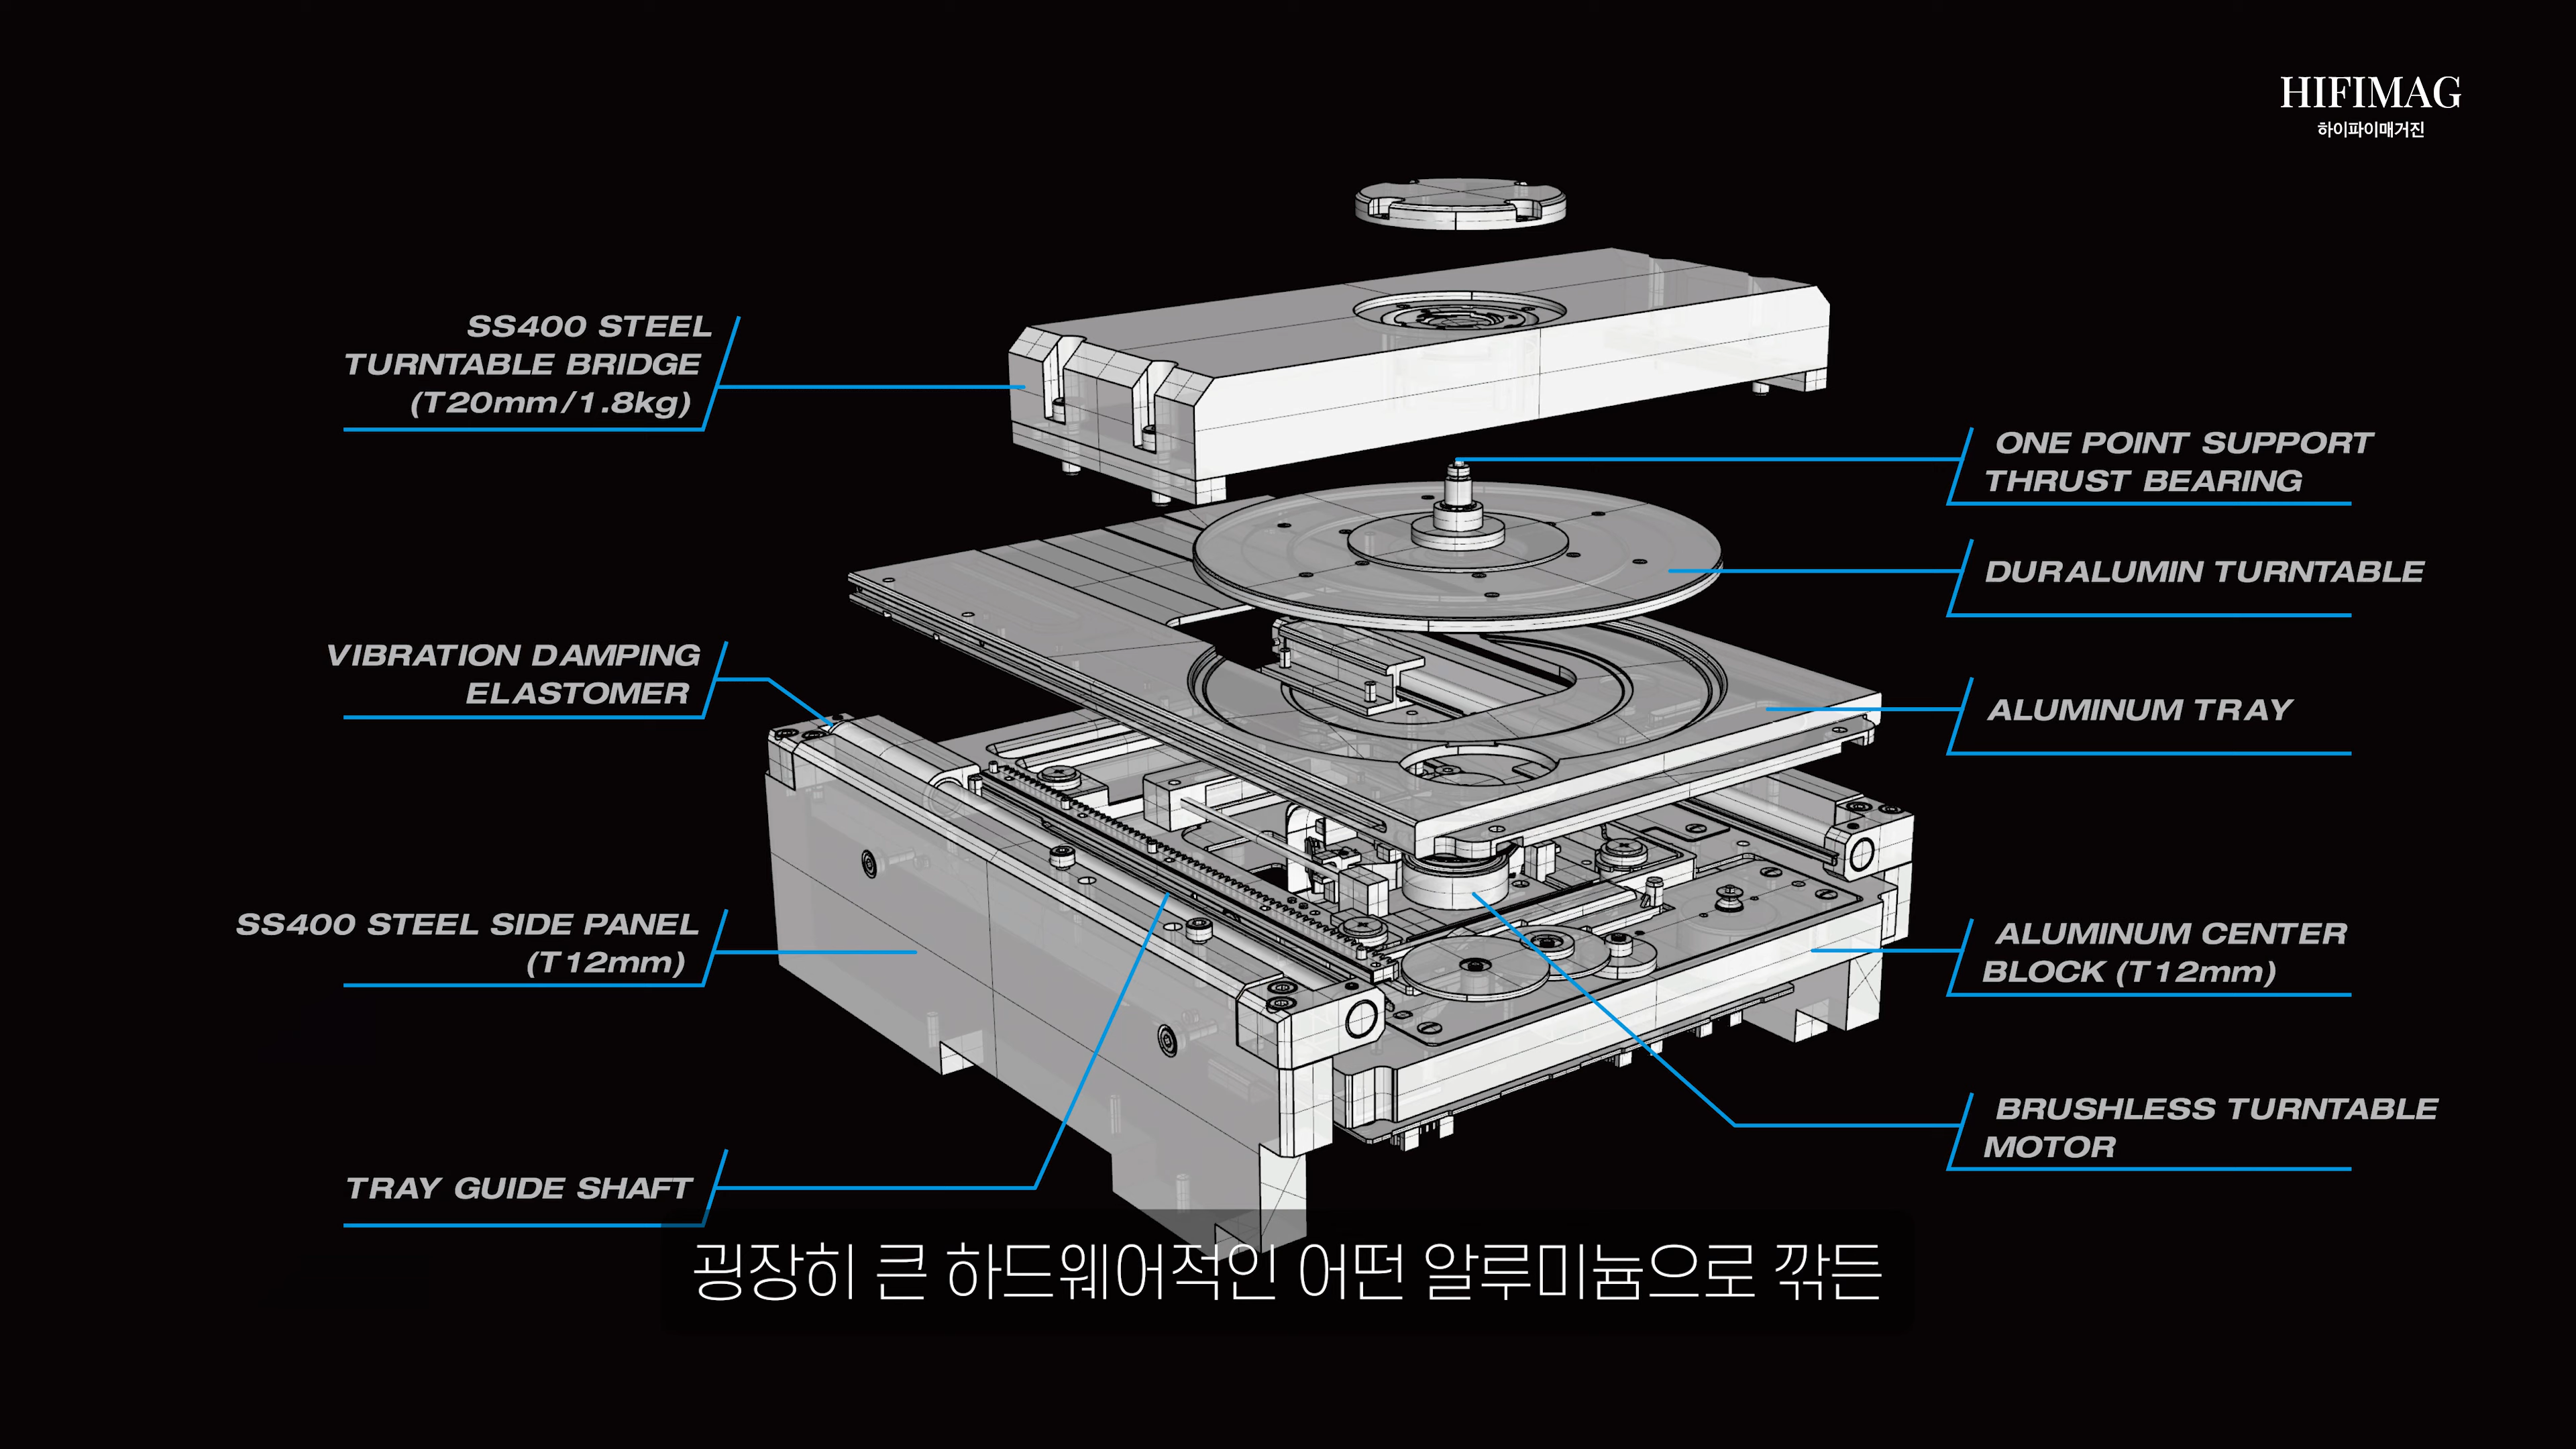 HIFIMAG
하이파이매거진
SS400 STEEL
TURNTABLE BRIDGE
(T20mm/1.8kg)
VIBRATION DAMPING
ELASTOMER
SS400 STEEL SIDE PANEL
(T12mm)
TRAY GUIDE SHAFT
ONE POINT SUPPORT
THRUST BEARING
DURALUMIN TURNTABLE
ALUMINUM TRAY
ALUMINUM CENTER
BLOCK (T12mm)
BRUSHLESS TURNTABLE
MOTOR
굉장히 큰 하드웨어적인 어떤 알루미늄으로 깎든